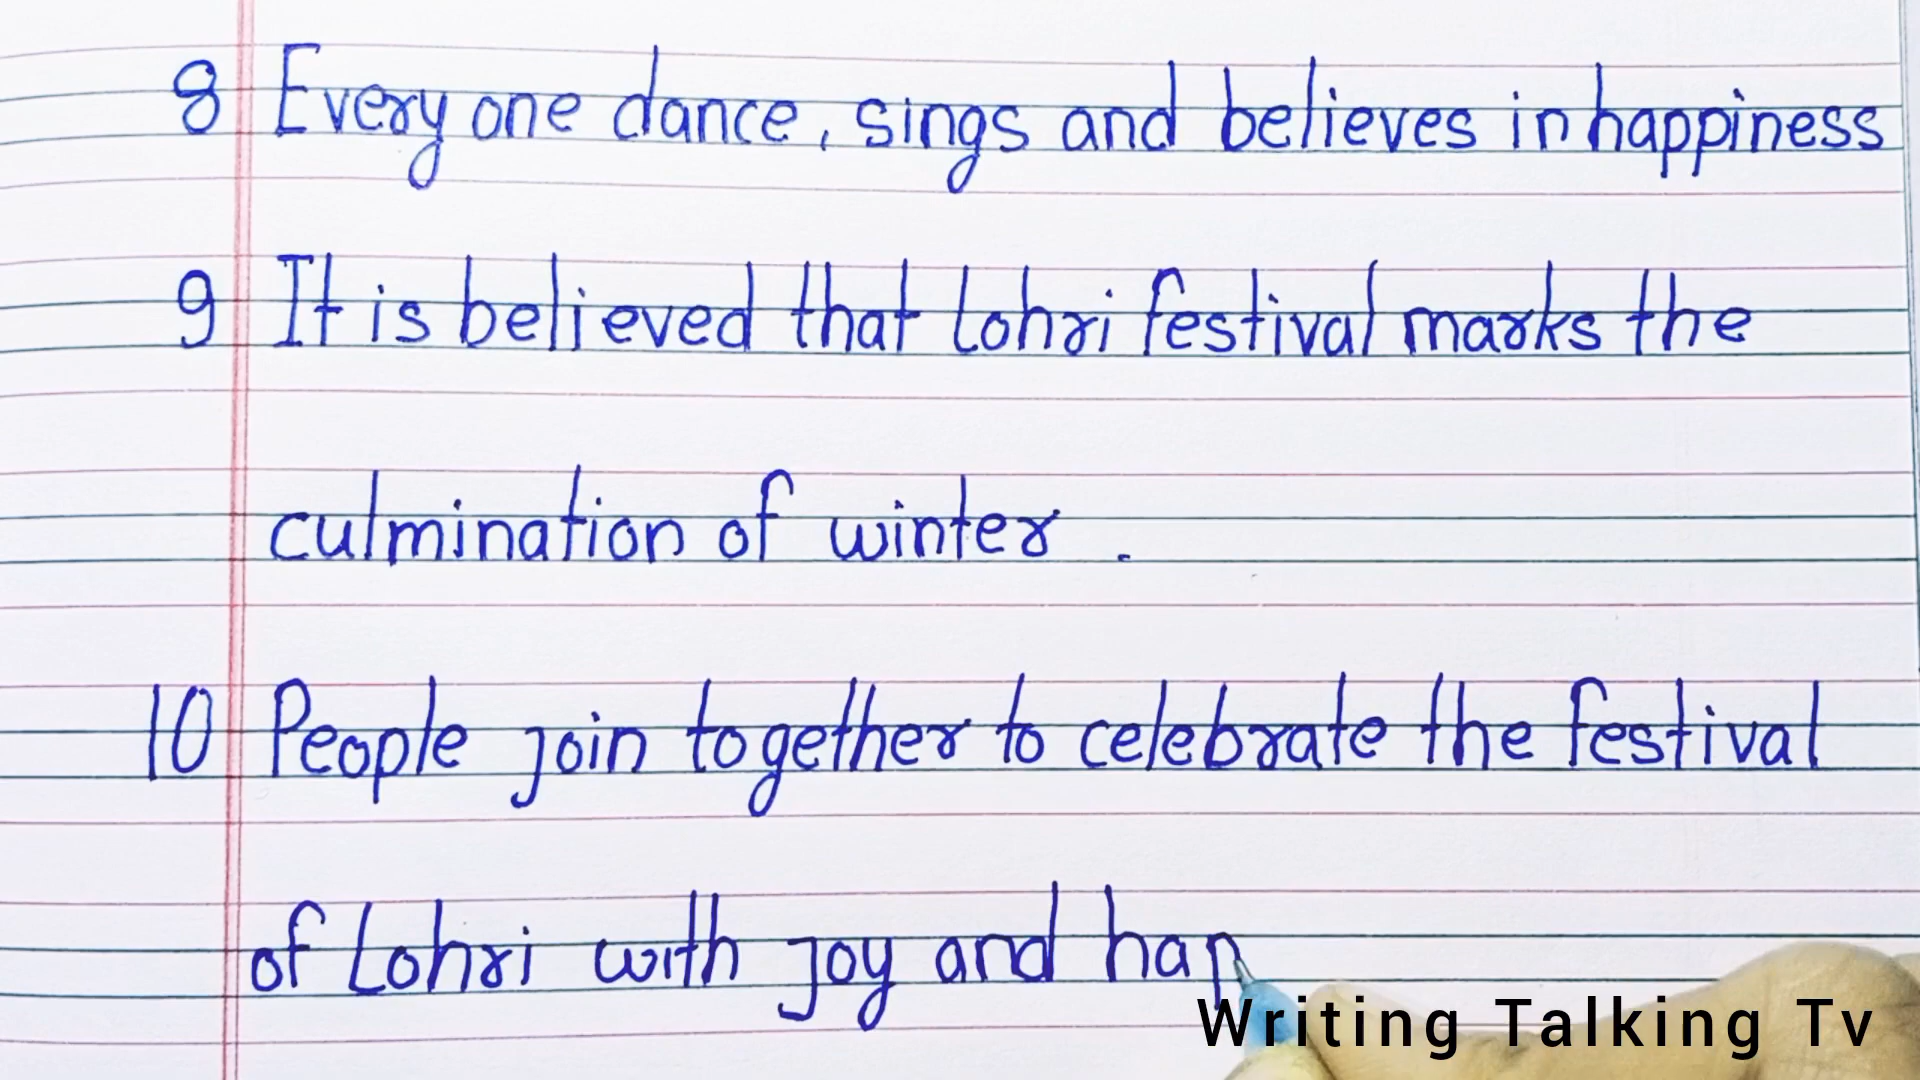 8 Every one dance, sings and believes in happiness
9 It is believed that Lohri festival marks the
culmination of winter .
10 People join together to celebrate the festival
of Lohri with joy and hap
Writing Talking Tv